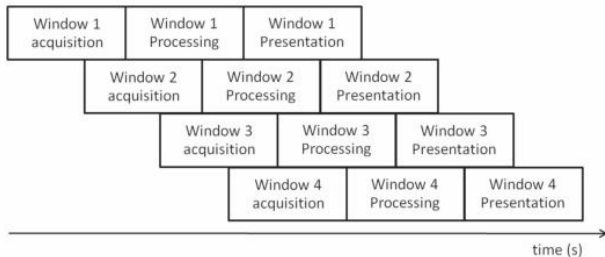 Window 1 acquisition
Window 1 Processing
Window 1 Presentation
Window 2 acquisition
Window 2 Processing
Window 2 Presentation
Window 3 acquisition
Window 3 Processing
Window 3 Presentation
Window 4 acquisition
Window 4 Processing
Window 4 Presentation
time (s)